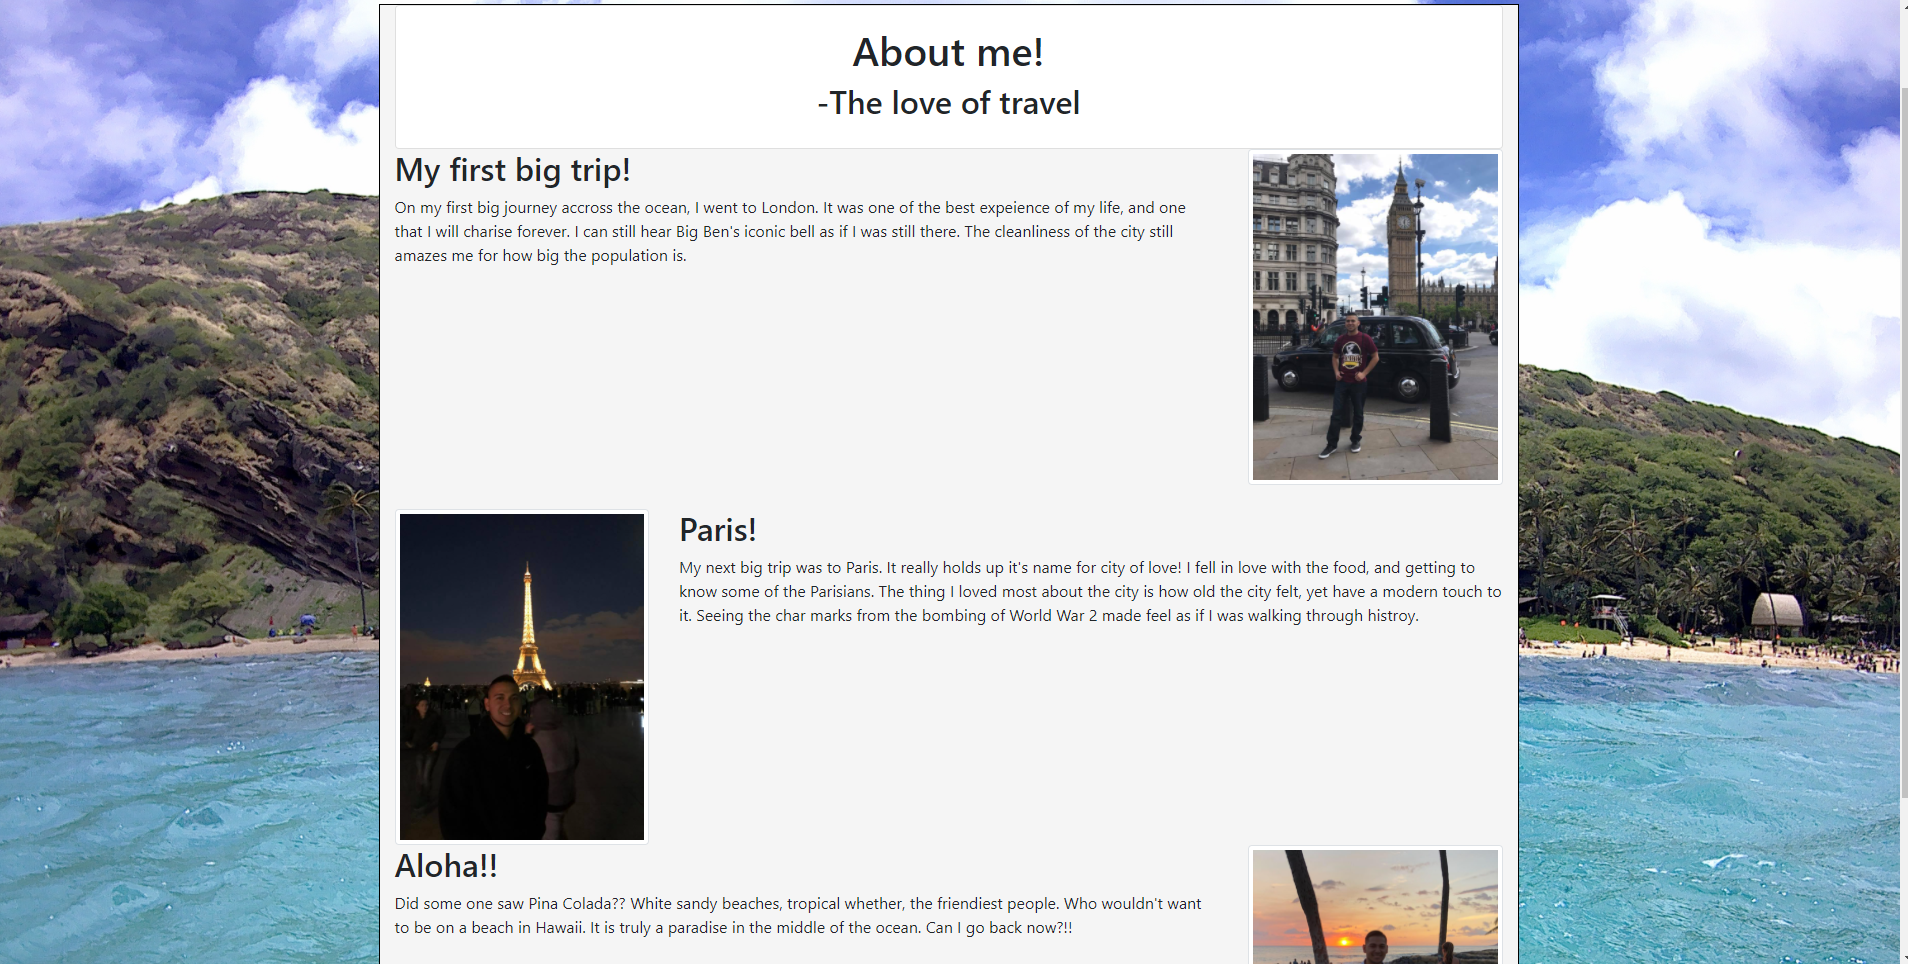 About me!
-The love of travel
My first big trip!
On my first big journey accross the ocean, I went to London. It was one of the best expeience of my life, and one
that I will charise forever. I can still hear Big Ben's iconic bell as if I was still there. The cleanliness of the city still
amazes me for how big the population is.
Paris!
My next big trip was to Paris. It really holds up it's name for city of love! I fell in love with the food, and getting to
know some of the Parisians. The thing I loved most about the city is how old the city felt, yet have a modern touch to
it. Seeing the char marks from the bombing of World War 2 made feel as if I was walking through histroy.
Aloha!!
Did some one saw Pina Colada?? White sandy beaches, tropical whether, the friendiest people. Who wouldn't want
to be on a beach in Hawaii. It is truly a paradise in the middle of the ocean. Can I go back now?!!